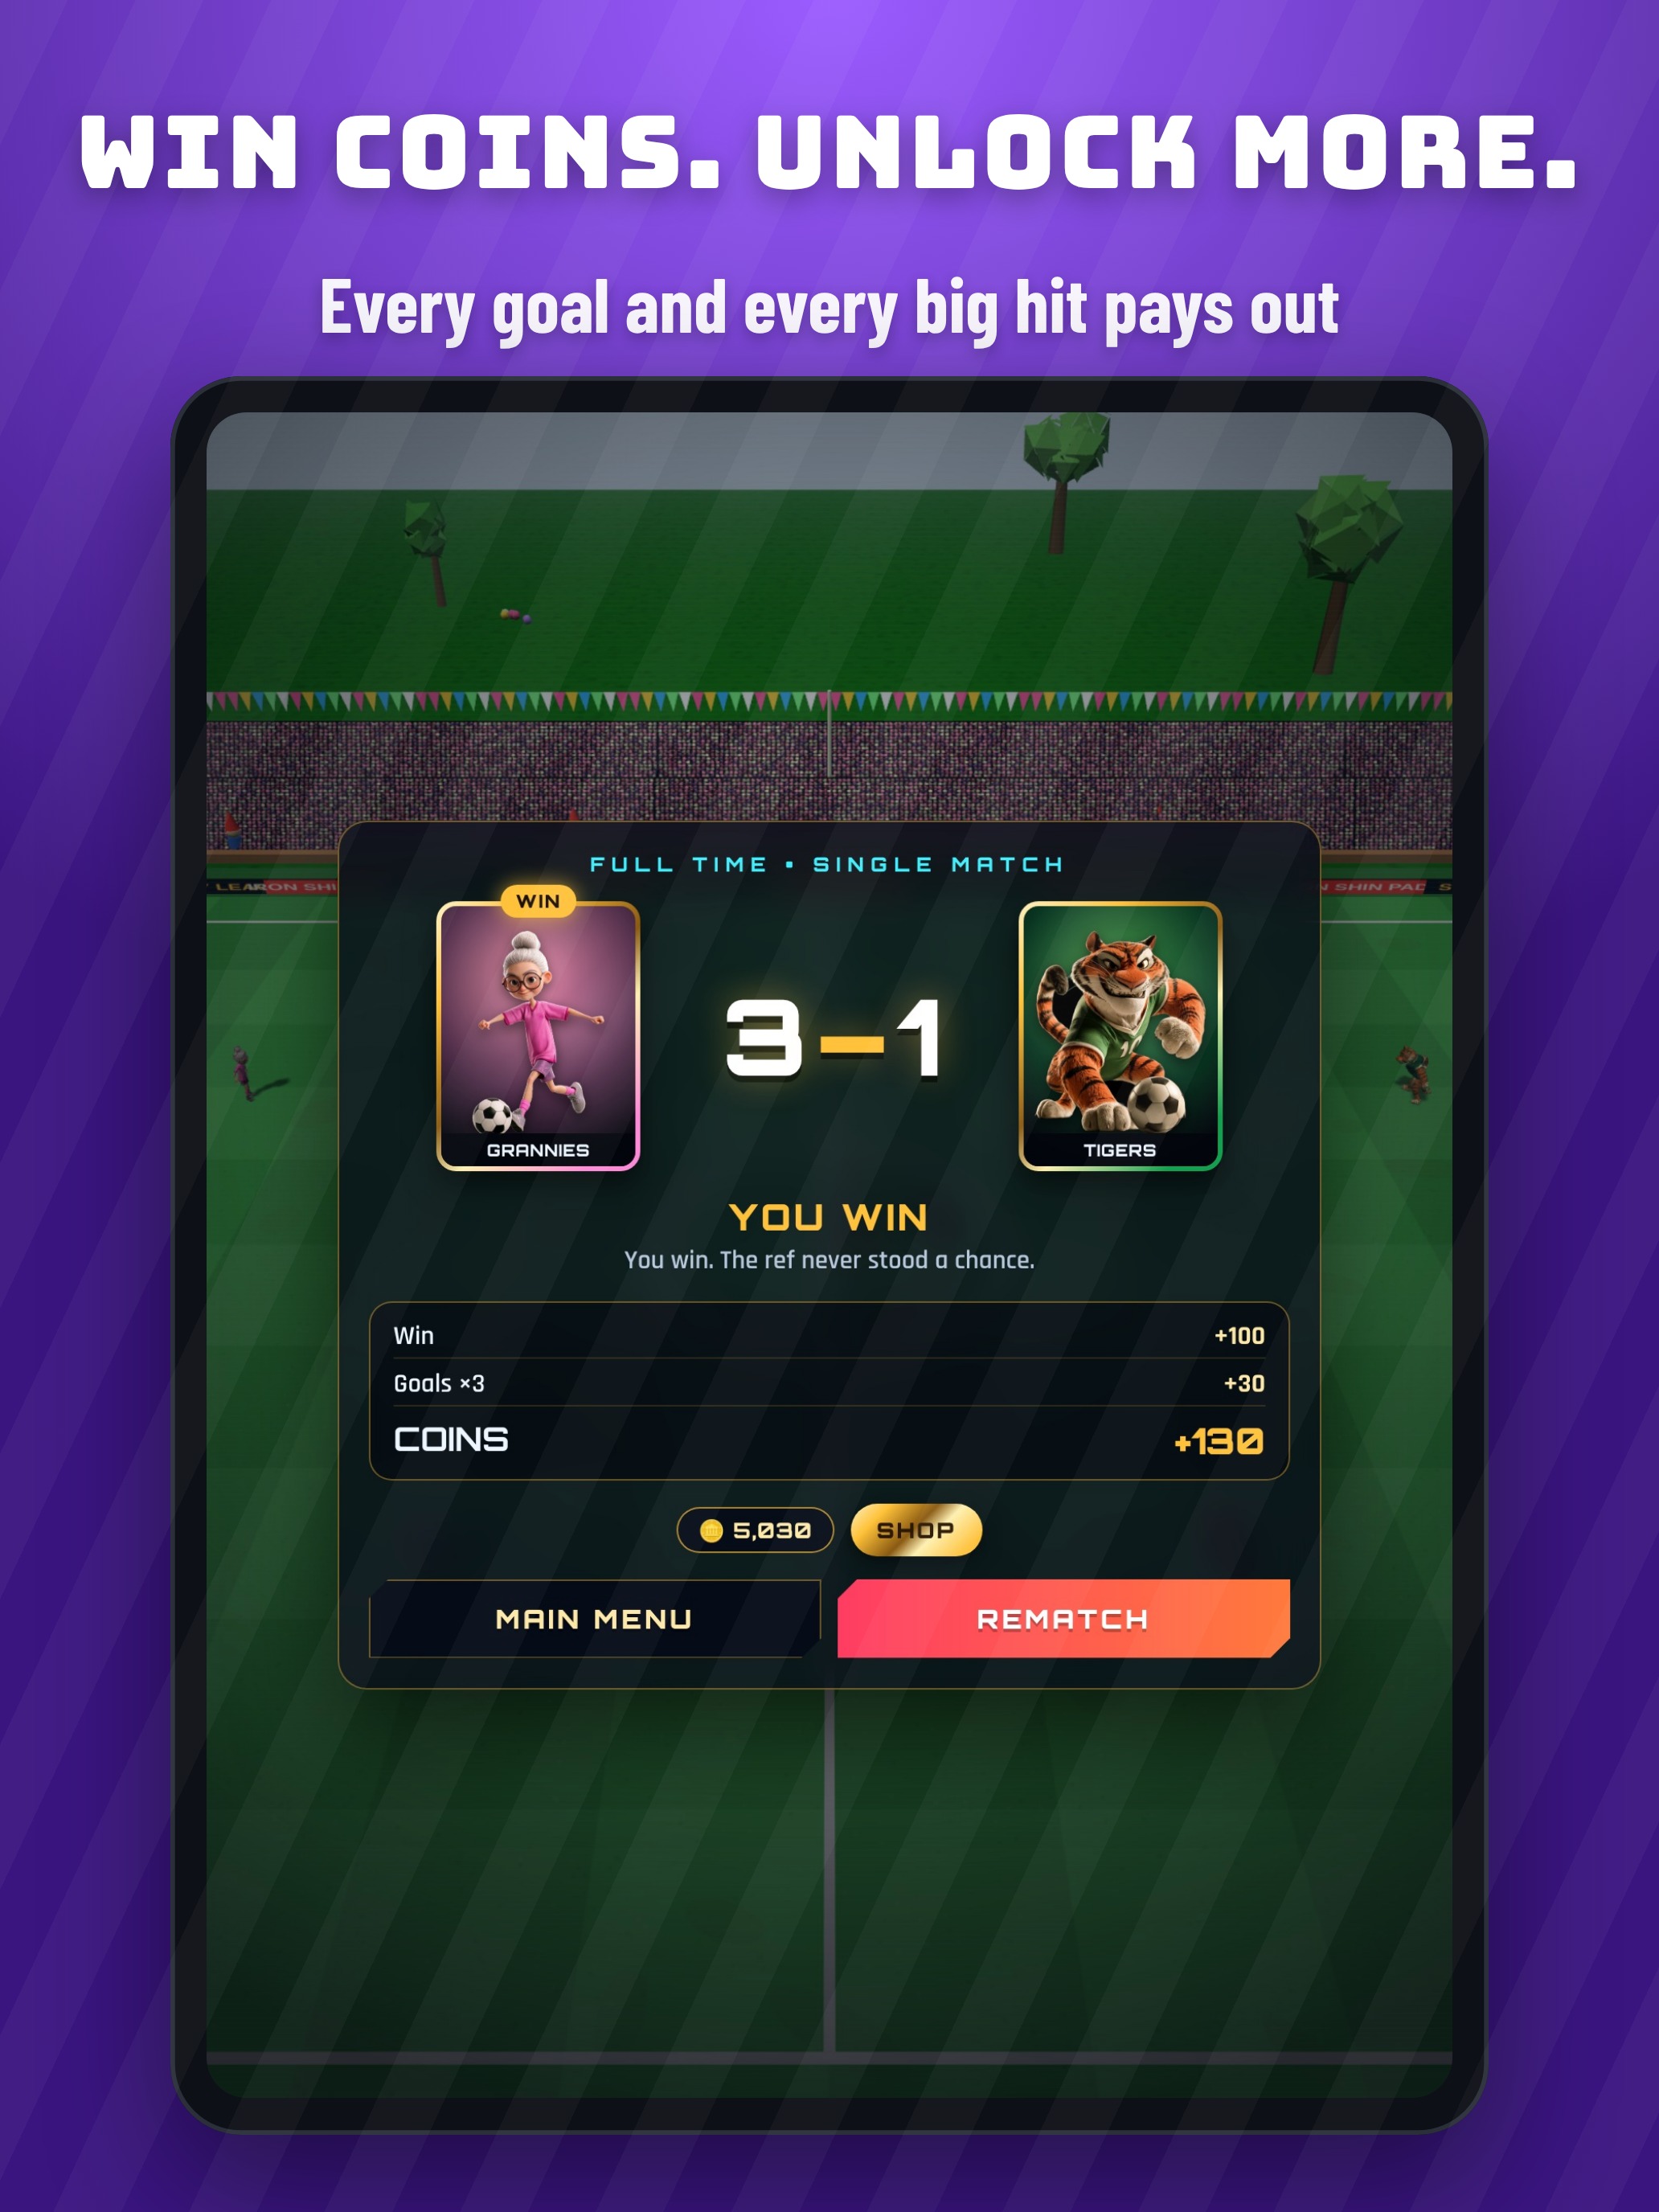 WIN COINS. UNLOCK MORE.
Every goal and every big hit pays out
FULL TIME • SINGLE MATCH
WIN
3–1
GRANNIES
TIGERS
YOU WIN
You win. The ref never stood a chance.
Win +100
Goals ×3 +30
COINS +130
5,030 SHOP
MAIN MENU REMATCH